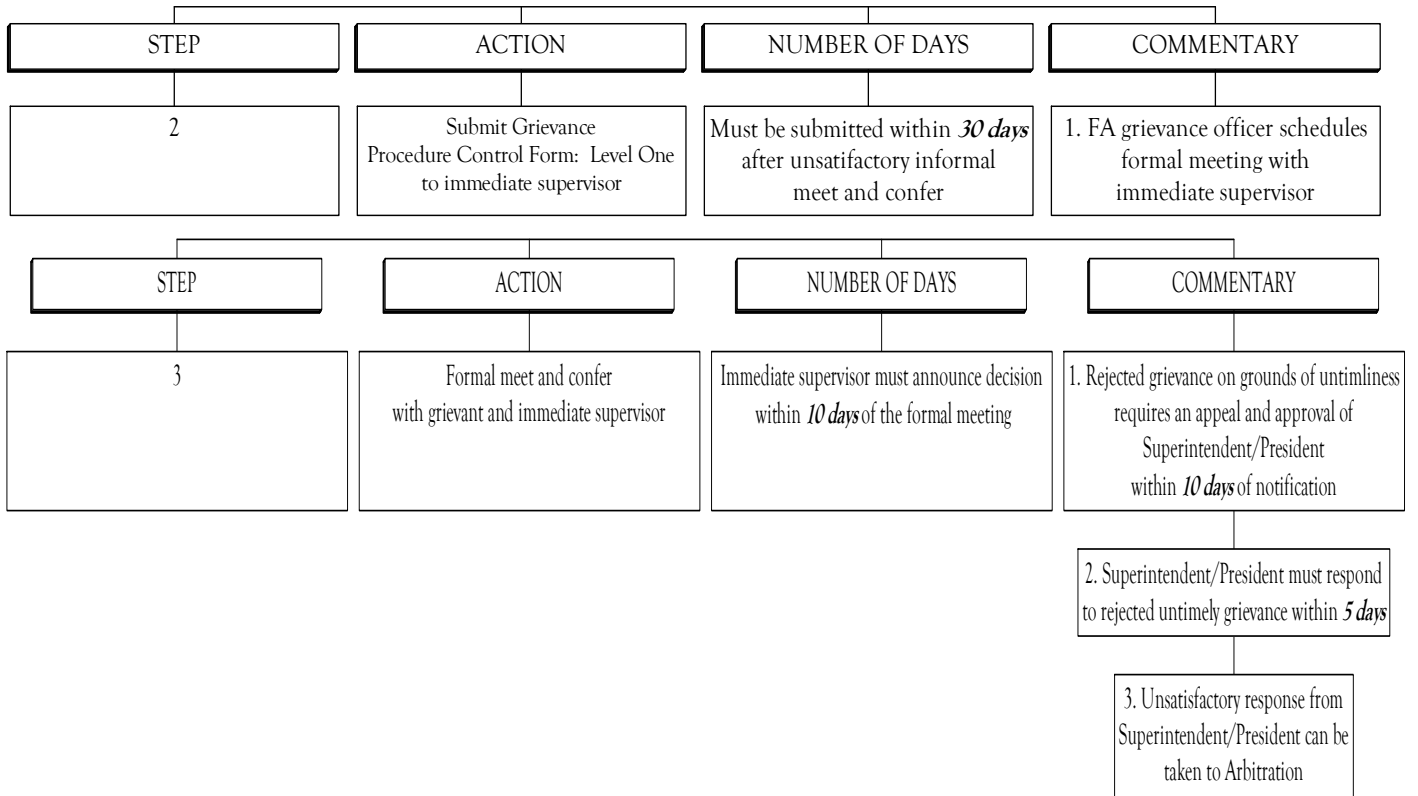 STEP
ACTION
NUMBER OF DAYS
COMMENTARY
2
Submit Grievance
Procedure Control Form: Level One
to immediate supervisor
Must be submitted within 30 days
after unsatifactory informal
meet and confer
1. FA grievance officer schedules
formal meeting with
immediate supervisor
STEP
ACTION
NUMBER OF DAYS
COMMENTARY
3
Formal meet and confer
with grievant and immediate supervisor
Immediate supervisor must announce decision
within 10 days of the formal meeting
1. Rejected grievance on grounds of untimliness
requires an appeal and approval of
Superintendent/President
within 10 days of notification
2. Superintendent/President must respond
to rejected untimely grievance within 5 days
3. Unsatisfactory response from
Superintendent/President can be
taken to Arbitration